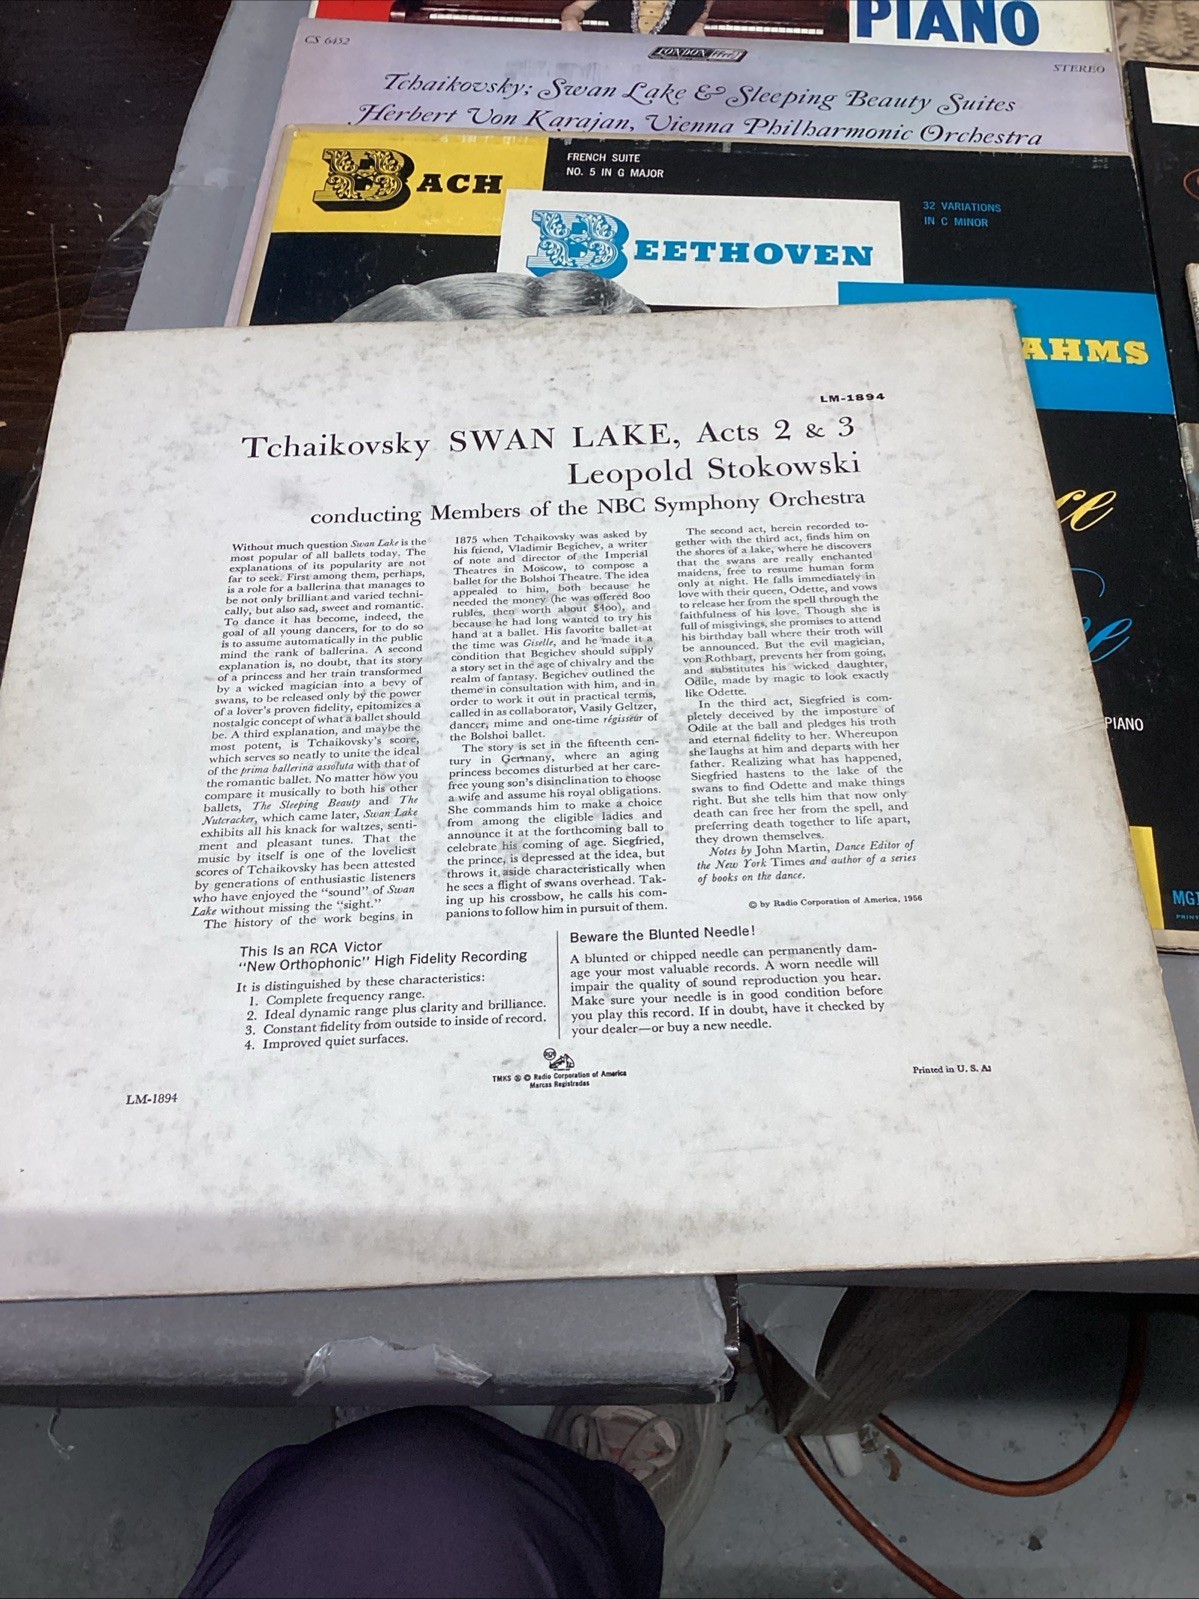 PIANO
CS 6452
LONDON ffrr
STEREO
Tchaikovsky; Swan Lake & Sleeping Beauty Suites
Herbert Von Karajan, Vienna Philharmonic Orchestra
BACH
FRENCH SUITE
NO. 5 IN G MAJOR
BEETHOVEN
32 VARIATIONS
IN C MINOR
AHMS
PIANO
LM-1894
Tchaikovsky SWAN LAKE, Acts 2 & 3
Leopold Stokowski
conducting Members of the NBC Symphony Orchestra
Without much question Swan Lake is the
most popular of all ballets today. The
explanations of its popularity are not
far to seek. First among them, perhaps,
is a role for a ballerina that manages to
be not only brilliant and varied techni-
cally, but also sad, sweet and romantic.
To dance it has become, indeed, the
goal of all young dancers, for to do so
is to assume automatically in the public
mind the rank of ballerina. A second
explanation is, no doubt, that its story
of a princess and her train transformed
by a wicked magician into a bevy of
swans, to be released only by the power
of a lover's proven fidelity, epitomizes a
nostalgic concept of what a ballet should
be. A third explanation, and maybe the
most potent, is Tchaikovsky's score,
which serves so neatly to unite the ideal
of the prima ballerina assoluta with that of
the romantic ballet. No matter how you
compare it musically to both his other
ballets, The Sleeping Beauty and The
Nutcracker, which came later, Swan Lake
exhibits all his knack for waltzes, senti-
ment and pleasant tunes. That the
music by itself is one of the loveliest
scores of Tchaikovsky has been attested
by generations of enthusiastic listeners
who have enjoyed the "sound" of Swan
Lake without missing the "sight."
The history of the work begins in
1875 when Tchaikovsky was asked by
his friend, Vladimir Begichev, a writer
of note and director of the Imperial
Theatres in Moscow, to compose a
ballet for the Bolshoi Theatre. The idea
appealed to him, both because he
needed the money (he was offered 800
rubles, then worth about $400), and
because he had long wanted to try his
hand at a ballet. His favorite ballet at
the time was Giselle, and he made it a
condition that Begichev should supply
a story set in the age of chivalry and the
realm of fantasy. Begichev outlined the
theme in consultation with him, and in
order to work it out in practical terms,
called in as collaborator, Vasily Geltzer,
dancer, mime and one-time régisseur of
the Bolshoi ballet.
The story is set in the fifteenth cen-
tury in Germany, where an aging
princess becomes disturbed at her care-
free young son's disinclination to choose
a wife and assume his royal obligations.
She commands him to make a choice
from among the eligible ladies and
announce it at the forthcoming ball to
celebrate his coming of age. Siegfried,
the prince, is depressed at the idea, but
throws it aside characteristically when
he sees a flight of swans overhead. Tak-
ing up his crossbow, he calls his com-
panions to follow him in pursuit of them.
The second act, herein recorded to-
gether with the third act, finds him on
the shores of a lake, where he discovers
that the swans are really enchanted
maidens, free to resume human form
only at night. He falls immediately in
love with their queen, Odette, and vows
to release her from the spell through the
faithfulness of his love. Though she is
full of misgivings, she promises to attend
his birthday ball where their troth will
be announced. But the evil magician,
von Rothbart, prevents her from going,
and substitutes his wicked daughter,
Odile, made by magic to look exactly
like Odette.
In the third act, Siegfried is com-
pletely deceived by the imposture of
Odile at the ball and pledges his troth
and eternal fidelity to her. Whereupon
she laughs at him and departs with her
father. Realizing what has happened,
Siegfried hastens to the lake of the
swans to find Odette and make things
right. But she tells him that now only
death can free her from the spell, and
preferring death together to life apart,
they drown themselves.
Notes by John Martin, Dance Editor of
the New York Times and author of a series
of books on the dance.
© by Radio Corporation of America, 1956
This Is an RCA Victor
"New Orthophonic" High Fidelity Recording
It is distinguished by these characteristics:
1. Complete frequency range.
2. Ideal dynamic range plus clarity and brilliance.
3. Constant fidelity from outside to inside of record.
4. Improved quiet surfaces.
Beware the Blunted Needle!
A blunted or chipped needle can permanently dam-
age your most valuable records. A worn needle will
impair the quality of sound reproduction you hear.
Make sure your needle is in good condition before
you play this record. If in doubt, have it checked by
your dealer—or buy a new needle.
TMKS ® © Radio Corporation of America
Marcas Registradas
Printed in U. S. A.
LM-1894